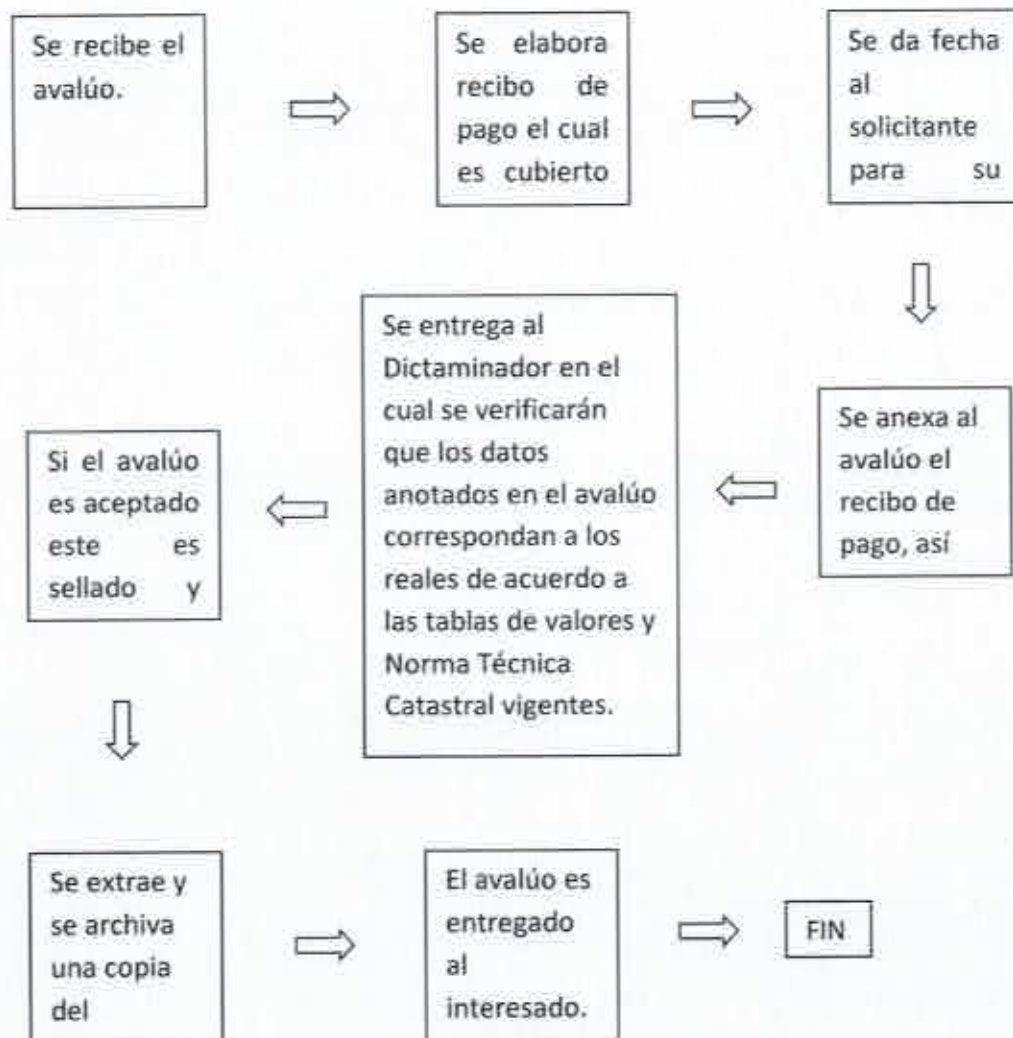 Se recibe el
avalúo.
Se elabora
recibo de
pago el cual
es cubierto
Se da fecha
al
solicitante
para su
Se anexa al
avalúo el
recibo de
pago, así
Se entrega al
Dictaminador en el
cual se verificarán
que los datos
anotados en el avalúo
correspondan a los
reales de acuerdo a
las tablas de valores y
Norma Técnica
Catastral vigentes.
Si el avalúo
es aceptado
este es
sellado y
Se extrae y
se archiva
una copia
del
El avalúo es
entregado
al
interesado.
FIN